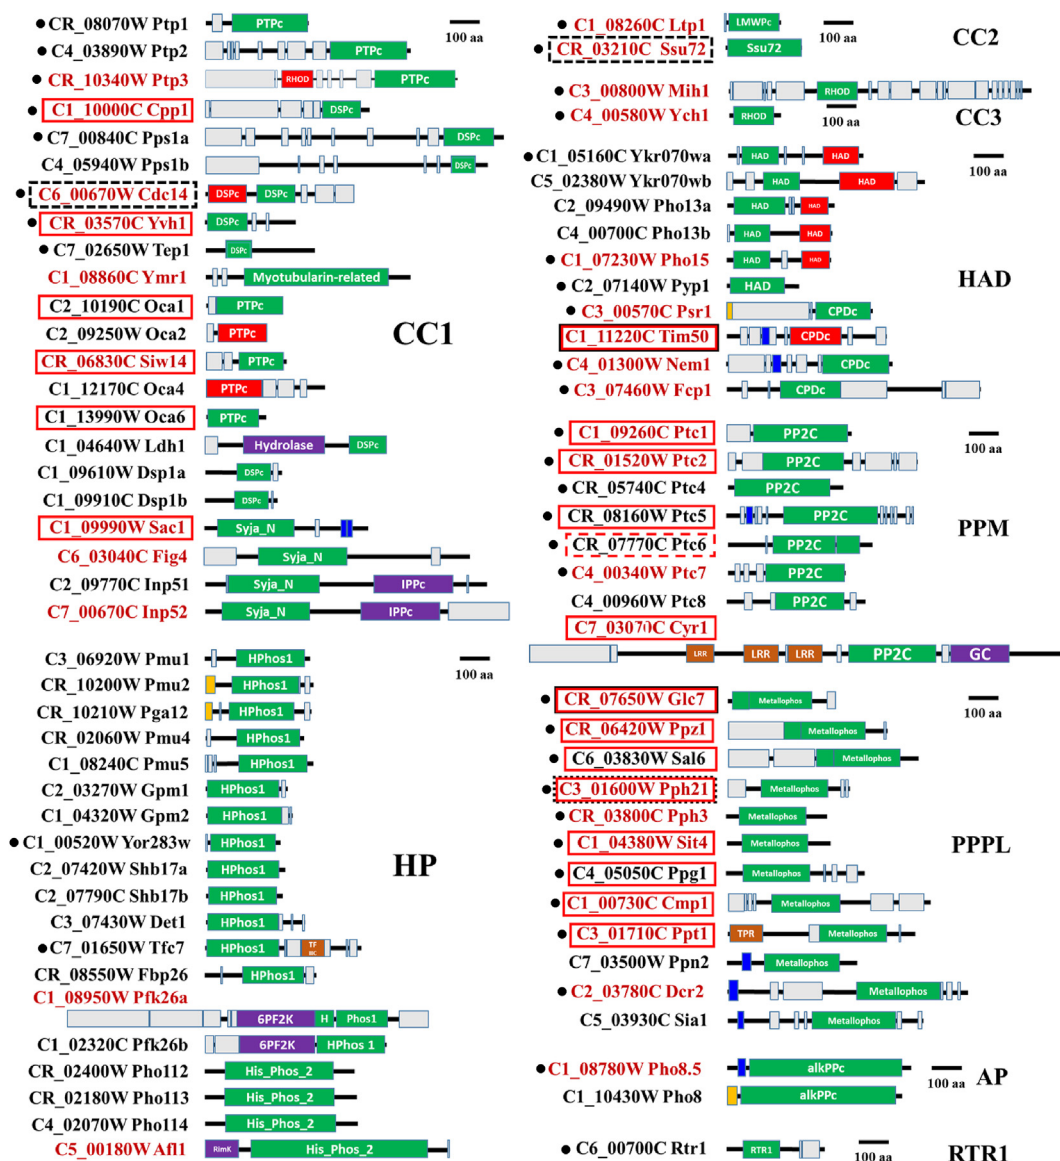 CR_08070W Ptp1 PTPc 100 aa
C4_03890W Ptp2 PTPc
CR_10340W Ptp3 RHOD PTPc
C1_10000C Cpp1 DSPc
C7_00840C Pps1a DSPc
C4_05940W Pps1b DSPc
C6_00670W Cdc14 DSPc DSPc
CR_03570C Yvh1 DSPc
C7_02650W Tep1 DSPc
C1_08860C Ymr1 Myotubularin-related
C2_10190C Oca1 PTPc
CC1
C2_09250W Oca2 PTPc
CR_06830C Siw14 PTPc
C1_12170C Oca4 PTPc
C1_13990W Oca6 PTPc
C1_04640W Ldh1 Hydrolase DSPc
C1_09610W Dsp1a DSPc
C1_09910C Dsp1b DSPc
C1_09990W Sac1 Syja_N
C6_03040C Fig4 Syja_N
C2_09770C Inp51 Syja_N IPPc
C7_00670C Inp52 Syja_N IPPc
C3_06920W Pmu1 HPhos1 100 aa
CR_10200W Pmu2 HPhos1
CR_10210W Pga12 HPhos1
CR_02060W Pmu4 HPhos1
C1_08240C Pmu5 HPhos1
C2_03270W Gpm1 HPhos1
C1_04320W Gpm2 HPhos1
C1_00520W Yor283w HPhos1
HP
C2_07420W Shb17a HPhos1
C2_07790C Shb17b HPhos1
C3_07430W Det1 HPhos1
C7_01650W Tfc7 HPhos1 TF IIIC
CR_08550W Fbp26 HPhos1
C1_08950W Pfk26a
6PF2K H Phos1
C1_02320C Pfk26b 6PF2K HPhos 1
CR_02400W Pho112 His_Phos_2
CR_02180W Pho113 His_Phos_2
C4_02070W Pho114 His_Phos_2
C5_00180W Afl1 RimK His_Phos_2
C1_08260C Ltp1 LMWPc 100 aa
CC2
CR_03210C Ssu72 Ssu72
C3_00800W Mih1 RHOD
C4_00580W Ych1 RHOD 100 aa
CC3
C1_05160C Ykr070wa HAD HAD 100 aa
C5_02380W Ykr070wb HAD HAD
C2_09490W Pho13a HAD HAD
C4_00700C Pho13b HAD HAD
C1_07230W Pho15 HAD HAD
HAD
C2_07140W Pyp1 HAD
C3_00570C Psr1 CPDc
C1_11220C Tim50 CPDc
C4_01300W Nem1 CPDc
C3_07460W Fcp1 CPDc
C1_09260C Ptc1 PP2C 100 aa
CR_01520W Ptc2 PP2C
CR_05740C Ptc4 PP2C
CR_08160W Ptc5 PP2C
PPM
CR_07770C Ptc6 PP2C
C4_00340W Ptc7 PP2C
C4_00960W Ptc8 PP2C
C7_03070C Cyr1
LRR LRR LRR PP2C GC
CR_07650W Glc7 Metallophos 100 aa
CR_06420W Ppz1 Metallophos
C6_03830W Sal6 Metallophos
C3_01600W Pph21 Metallophos
CR_03800C Pph3 Metallophos
C1_04380W Sit4 Metallophos
PPPL
C4_05050C Ppg1 Metallophos
C1_00730C Cmp1 Metallophos
C3_01710C Ppt1 TPR Metallophos
C7_03500W Ppn2 Metallophos
C2_03780C Dcr2 Metallophos
C5_03930C Sia1 Metallophos
C1_08780W Pho8.5 alkPPc 100 aa
AP
C1_10430W Pho8 alkPPc
C6_00700C Rtr1 RTR1 100 aa
RTR1